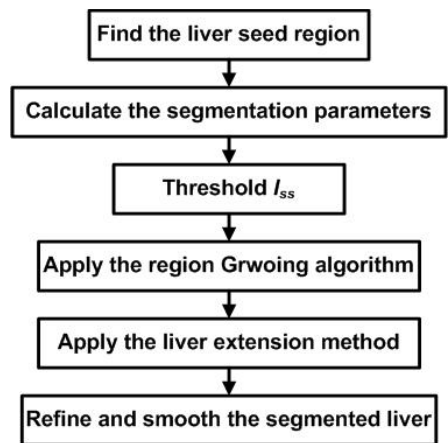 Find the liver seed region
Calculate the segmentation parameters
Threshold Iss
Apply the region Grwoing algorithm
Apply the liver extension method
Refine and smooth the segmented liver